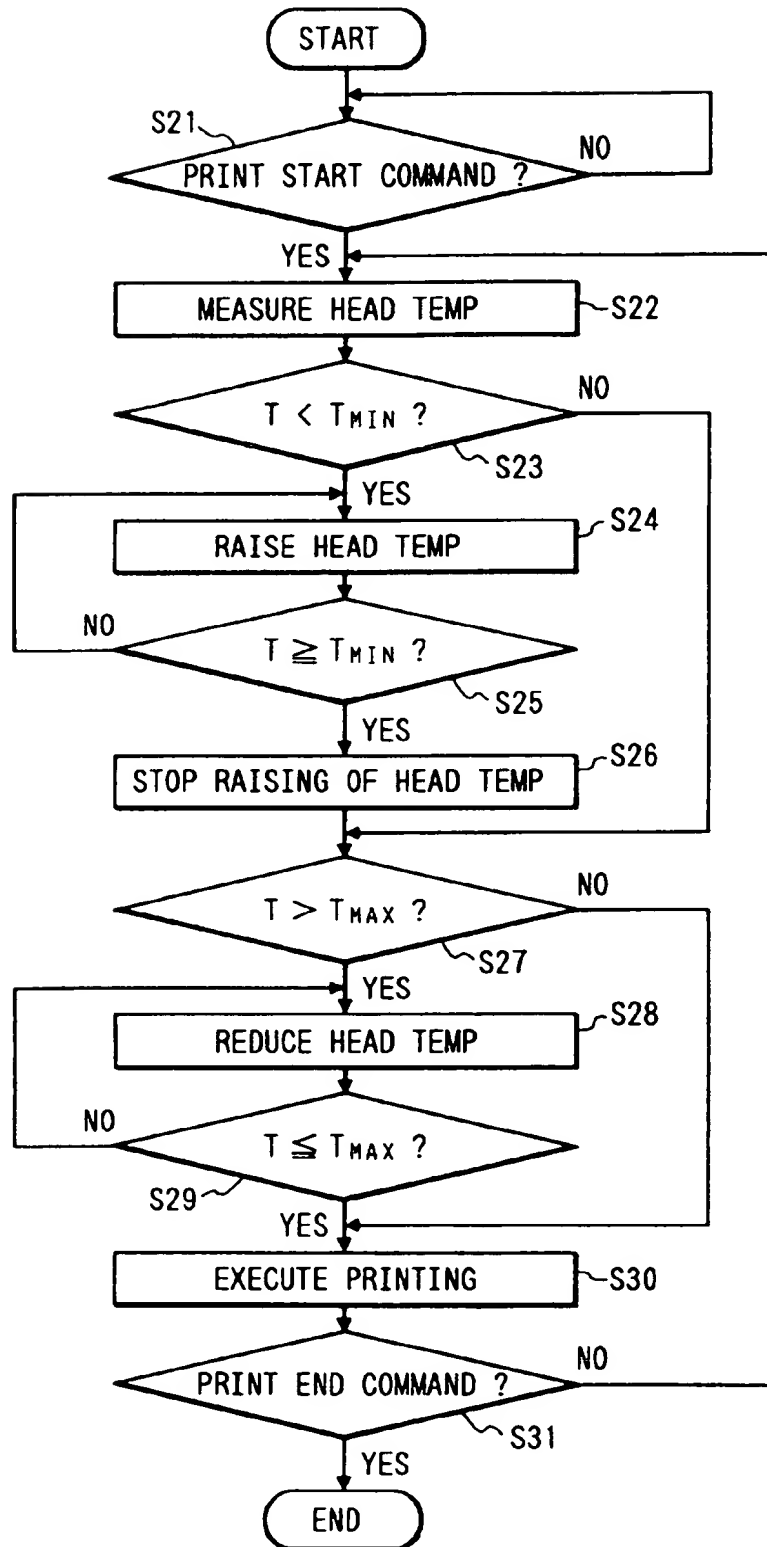 START
S21
PRINT START COMMAND ?
NO
YES
MEASURE HEAD TEMP
S22
T < TMIN ?
NO
S23
YES
RAISE HEAD TEMP
S24
T ≧ TMIN ?
NO
S25
YES
STOP RAISING OF HEAD TEMP
S26
T > TMAX ?
NO
S27
YES
REDUCE HEAD TEMP
S28
NO
T ≦ TMAX ?
S29
YES
EXECUTE PRINTING
S30
PRINT END COMMAND ?
NO
S31
YES
END